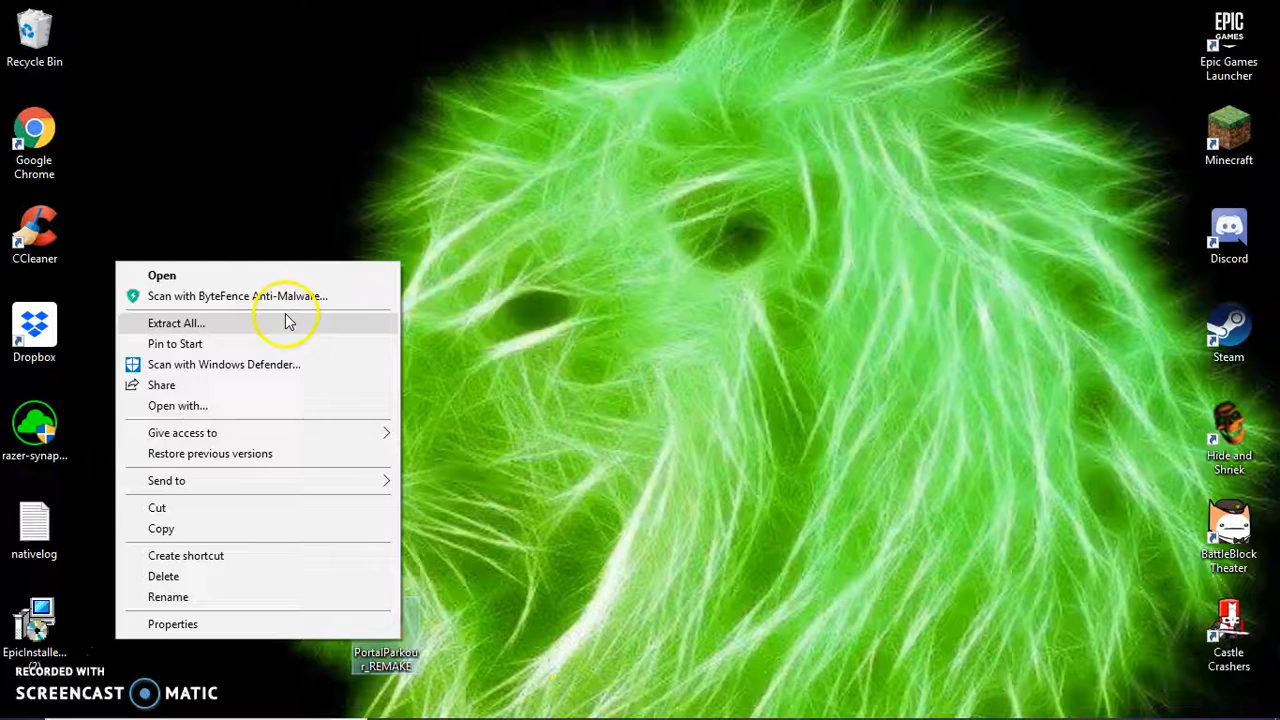 Recycle Bin
Google
Chrome
CCleaner
Dropbox
razer-synap...
nativelog
EpicInstalle...
(2)
Open
Scan with ByteFence Anti-Malware...
Extract All...
Pin to Start
Scan with Windows Defender...
Share
Open with...
Give access to
Restore previous versions
Send to
Cut
Copy
Create shortcut
Delete
Rename
Properties
PortalParkou
r_REMAKE
EPIC
GAMES
Epic Games
Launcher
Minecraft
Discord
Steam
Hide and
Shriek
BattleBlock
Theater
Castle
Crashers
RECORDED WITH
SCREENCAST MATIC